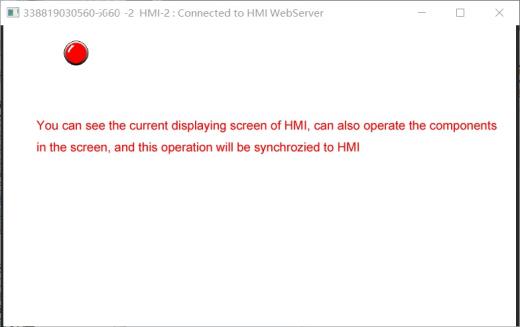 338819030560-5660 -2 HMI-2 : Connected to HMI WebServer
You can see the current displaying screen of HMI, can also operate the components
in the screen, and this operation will be synchrozied to HMI